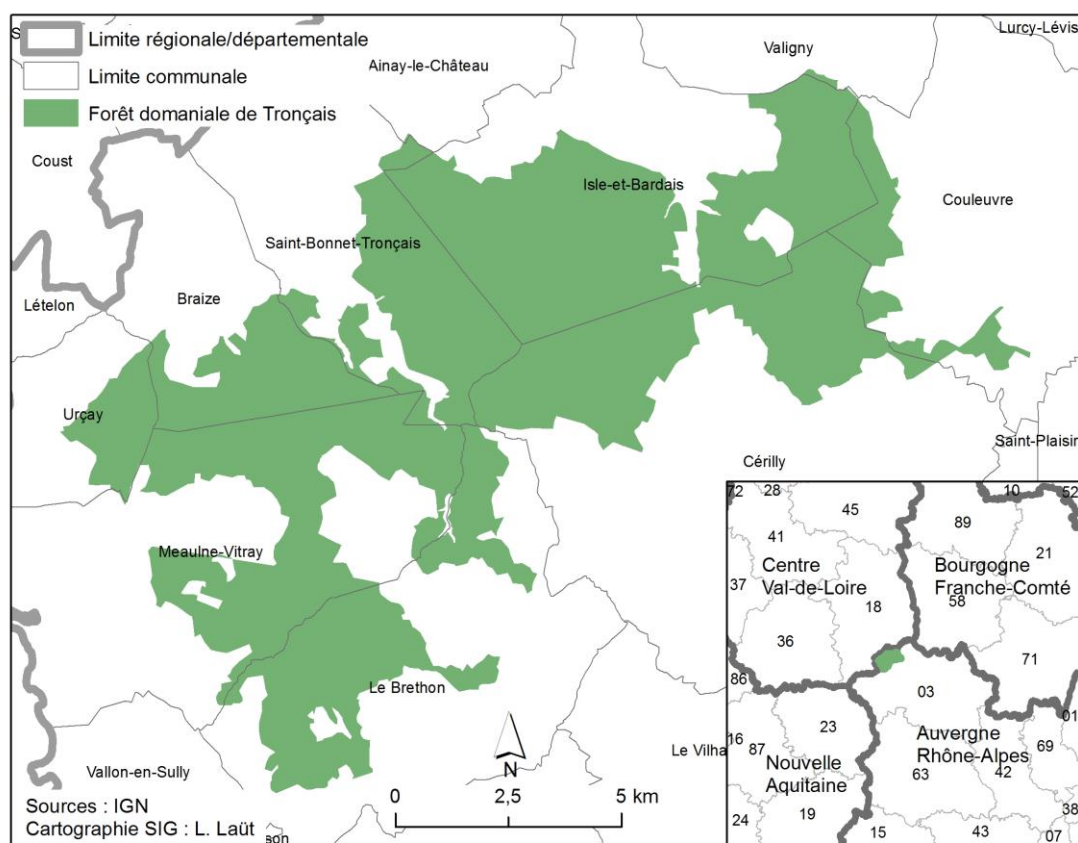 Limite régionale/départementale
Limite communale
Forêt domaniale de Tronçais
Lurcy-Lévis
Valigny
Ainay-le-Château
Coust
Isle-et-Bardais
Couleuvre
Saint-Bonnet-Tronçais
Braize
Lételon
Urçay
Saint-Plaisir
Cérilly
Meaulne-Vitray
Le Brethon
Le Vilha
Vallon-en-Sully
N
0 2,5 5 km
Sources : IGN
Cartographie SIG : L. Laüt
son
72 28 10 52
45
89
41
21
Centre
Val-de-Loire
Bourgogne
Franche-Comté
37
58
18
36
71
86
03
01
23
16
87
Auvergne
Rhône-Alpes
69
Nouvelle
Aquitaine
63
42
38
24
19
15
43
07